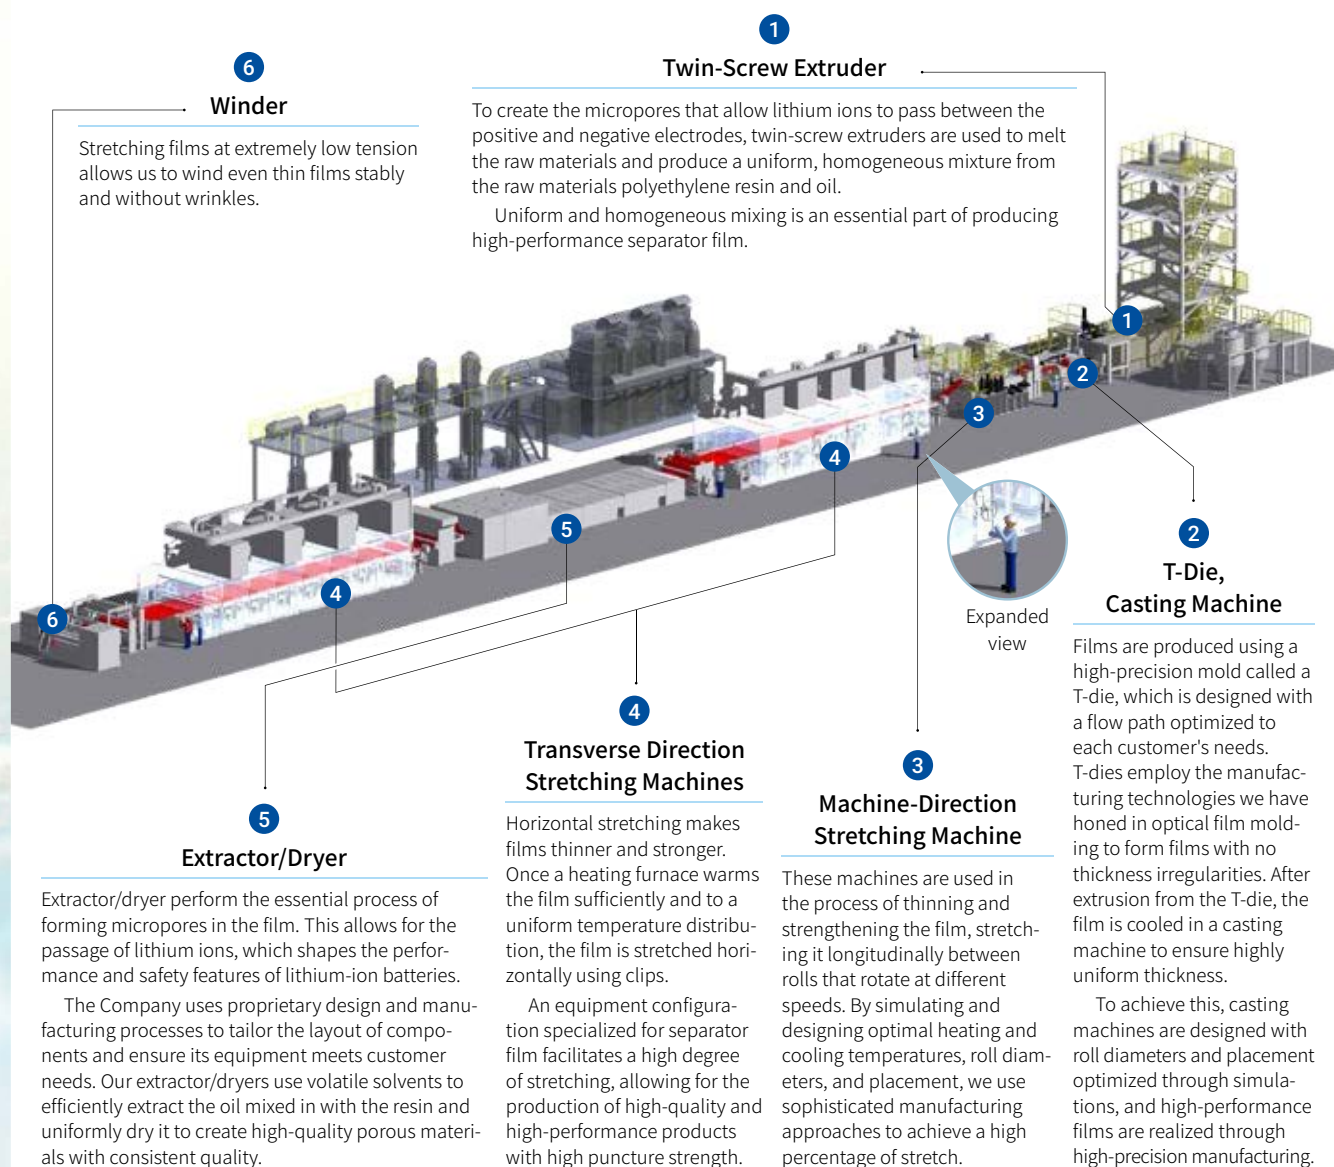 1
Twin-Screw Extruder
To create the micropores that allow lithium ions to pass between the
positive and negative electrodes, twin-screw extruders are used to melt
the raw materials and produce a uniform, homogeneous mixture from
the raw materials polyethylene resin and oil.
Uniform and homogeneous mixing is an essential part of producing
high-performance separator film.
6
Winder
Stretching films at extremely low tension
allows us to wind even thin films stably
and without wrinkles.
1
2
3
4
5
4
6
Expanded
view
2
T-Die,
Casting Machine
Films are produced using a
high-precision mold called a
T-die, which is designed with
a flow path optimized to
each customer's needs.
T-dies employ the manufac-
turing technologies we have
honed in optical film mold-
ing to form films with no
thickness irregularities. After
extrusion from the T-die, the
film is cooled in a casting
machine to ensure highly
uniform thickness.
To achieve this, casting
machines are designed with
roll diameters and placement
optimized through simula-
tions, and high-performance
films are realized through
high-precision manufacturing.
3
Machine-Direction
Stretching Machine
These machines are used in
the process of thinning and
strengthening the film, stretch-
ing it longitudinally between
rolls that rotate at different
speeds. By simulating and
designing optimal heating and
cooling temperatures, roll diam-
eters, and placement, we use
sophisticated manufacturing
approaches to achieve a high
percentage of stretch.
4
Transverse Direction
Stretching Machines
Horizontal stretching makes
films thinner and stronger.
Once a heating furnace warms
the film sufficiently and to a
uniform temperature distribu-
tion, the film is stretched hori-
zontally using clips.
An equipment configura-
tion specialized for separator
film facilitates a high degree
of stretching, allowing for the
production of high-quality and
high-performance products
with high puncture strength.
5
Extractor/Dryer
Extractor/dryer perform the essential process of
forming micropores in the film. This allows for the
passage of lithium ions, which shapes the perfor-
mance and safety features of lithium-ion batteries.
The Company uses proprietary design and manu-
facturing processes to tailor the layout of compo-
nents and ensure its equipment meets customer
needs. Our extractor/dryers use volatile solvents to
efficiently extract the oil mixed in with the resin and
uniformly dry it to create high-quality porous materi-
als with consistent quality.